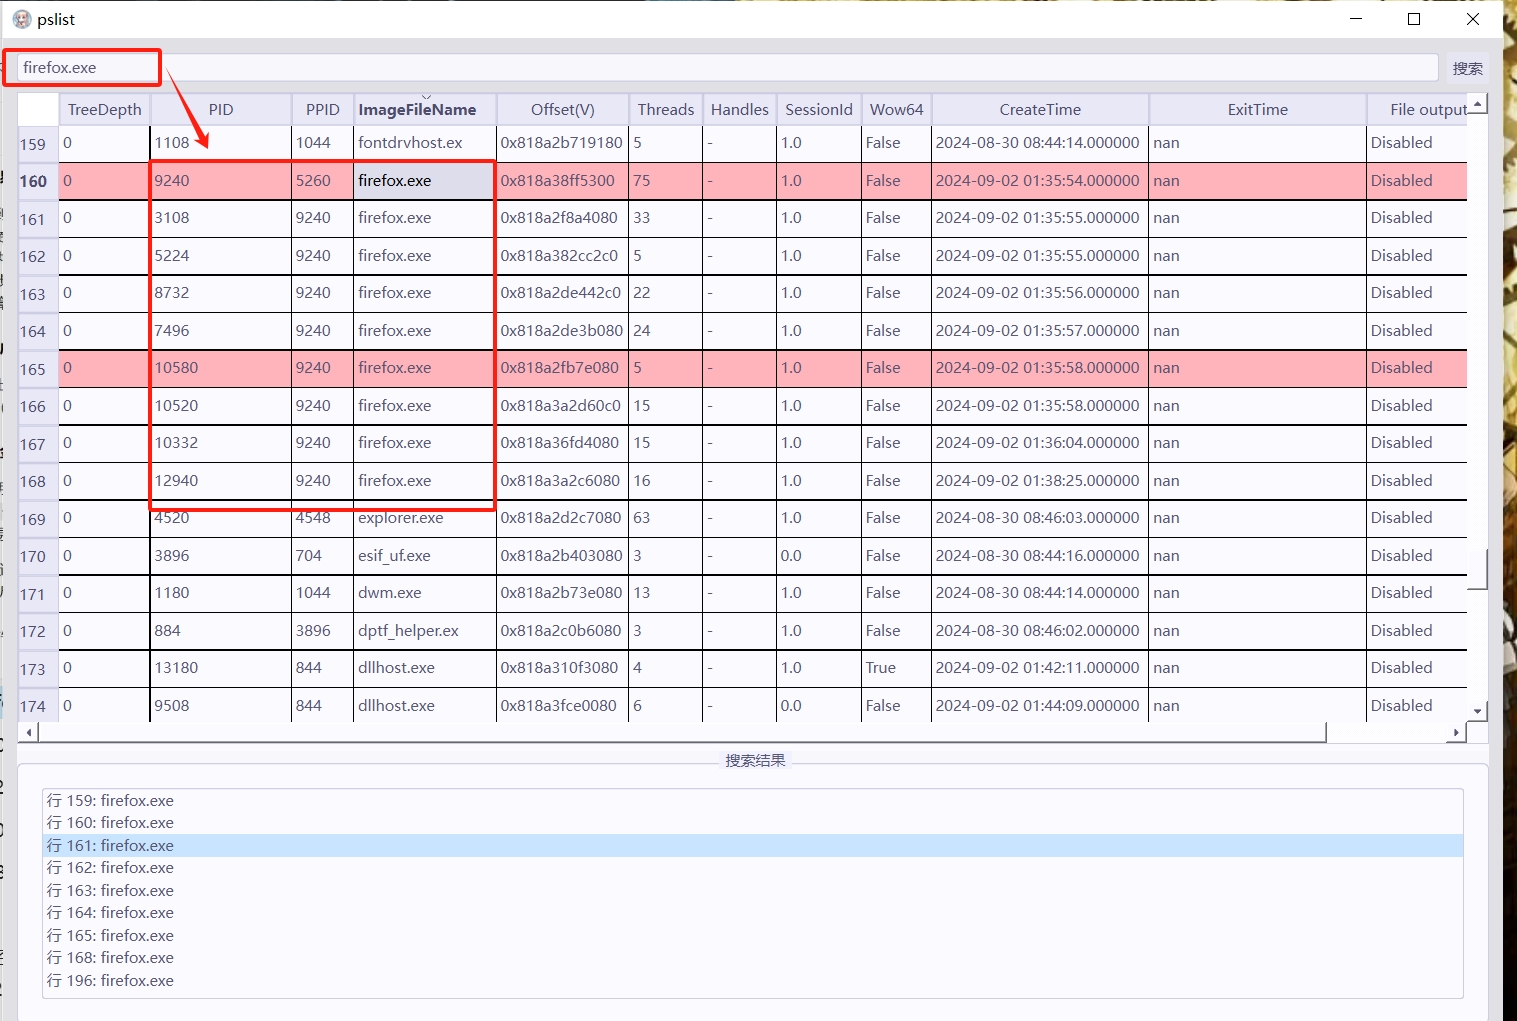 pslist
firefox.exe 搜索
TreeDepth PID PPID ImageFileName Offset(V) Threads Handles SessionId Wow64 CreateTime ExitTime File output
159 0 1108 1044 fontdrvhost.ex 0x818a2b719180 5 - 1.0 False 2024-08-30 08:44:14.000000 nan Disabled
160 0 9240 5260 firefox.exe 0x818a38ff5300 75 - 1.0 False 2024-09-02 01:35:54.000000 nan Disabled
161 0 3108 9240 firefox.exe 0x818a2f8a4080 33 - 1.0 False 2024-09-02 01:35:55.000000 nan Disabled
162 0 5224 9240 firefox.exe 0x818a382cc2c0 5 - 1.0 False 2024-09-02 01:35:55.000000 nan Disabled
163 0 8732 9240 firefox.exe 0x818a2de442c0 22 - 1.0 False 2024-09-02 01:35:56.000000 nan Disabled
164 0 7496 9240 firefox.exe 0x818a2de3b080 24 - 1.0 False 2024-09-02 01:35:57.000000 nan Disabled
165 0 10580 9240 firefox.exe 0x818a2fb7e080 5 - 1.0 False 2024-09-02 01:35:58.000000 nan Disabled
166 0 10520 9240 firefox.exe 0x818a3a2d60c0 15 - 1.0 False 2024-09-02 01:35:58.000000 nan Disabled
167 0 10332 9240 firefox.exe 0x818a36fd4080 15 - 1.0 False 2024-09-02 01:36:04.000000 nan Disabled
168 0 12940 9240 firefox.exe 0x818a3a2c6080 16 - 1.0 False 2024-09-02 01:38:25.000000 nan Disabled
169 0 4520 4548 explorer.exe 0x818a2d2c7080 63 - 1.0 False 2024-08-30 08:46:03.000000 nan Disabled
170 0 3896 704 esif_uf.exe 0x818a2b403080 3 - 0.0 False 2024-08-30 08:44:16.000000 nan Disabled
171 0 1180 1044 dwm.exe 0x818a2b73e080 13 - 1.0 False 2024-08-30 08:44:14.000000 nan Disabled
172 0 884 3896 dptf_helper.ex 0x818a2c0b6080 3 - 1.0 False 2024-08-30 08:46:02.000000 nan Disabled
173 0 13180 844 dllhost.exe 0x818a310f3080 4 - 1.0 True 2024-09-02 01:42:11.000000 nan Disabled
174 0 9508 844 dllhost.exe 0x818a3fce0080 6 - 0.0 False 2024-09-02 01:44:09.000000 nan Disabled
搜索结果
行 159: firefox.exe
行 160: firefox.exe
行 161: firefox.exe
行 162: firefox.exe
行 163: firefox.exe
行 164: firefox.exe
行 165: firefox.exe
行 168: firefox.exe
行 196: firefox.exe